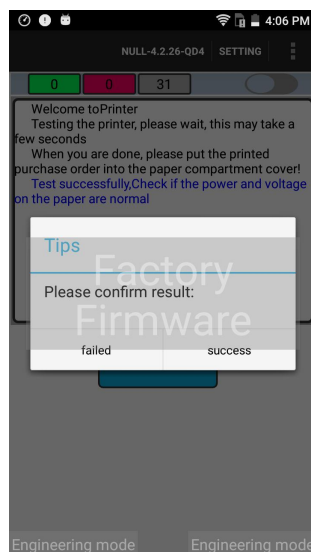 4:06 PM
NULL-4.2.26-QD4 SETTING
0 0 31
Welcome toPrinter
Testing the printer, please wait, this may take a
few seconds
When you are done, please put the printed
purchase order into the paper compartment cover!
Test successfully,Check if the power and voltage
on the paper are normal
Tips
Factory
Please confirm result:
Firmware
failed success
Engineering mode Engineering mode